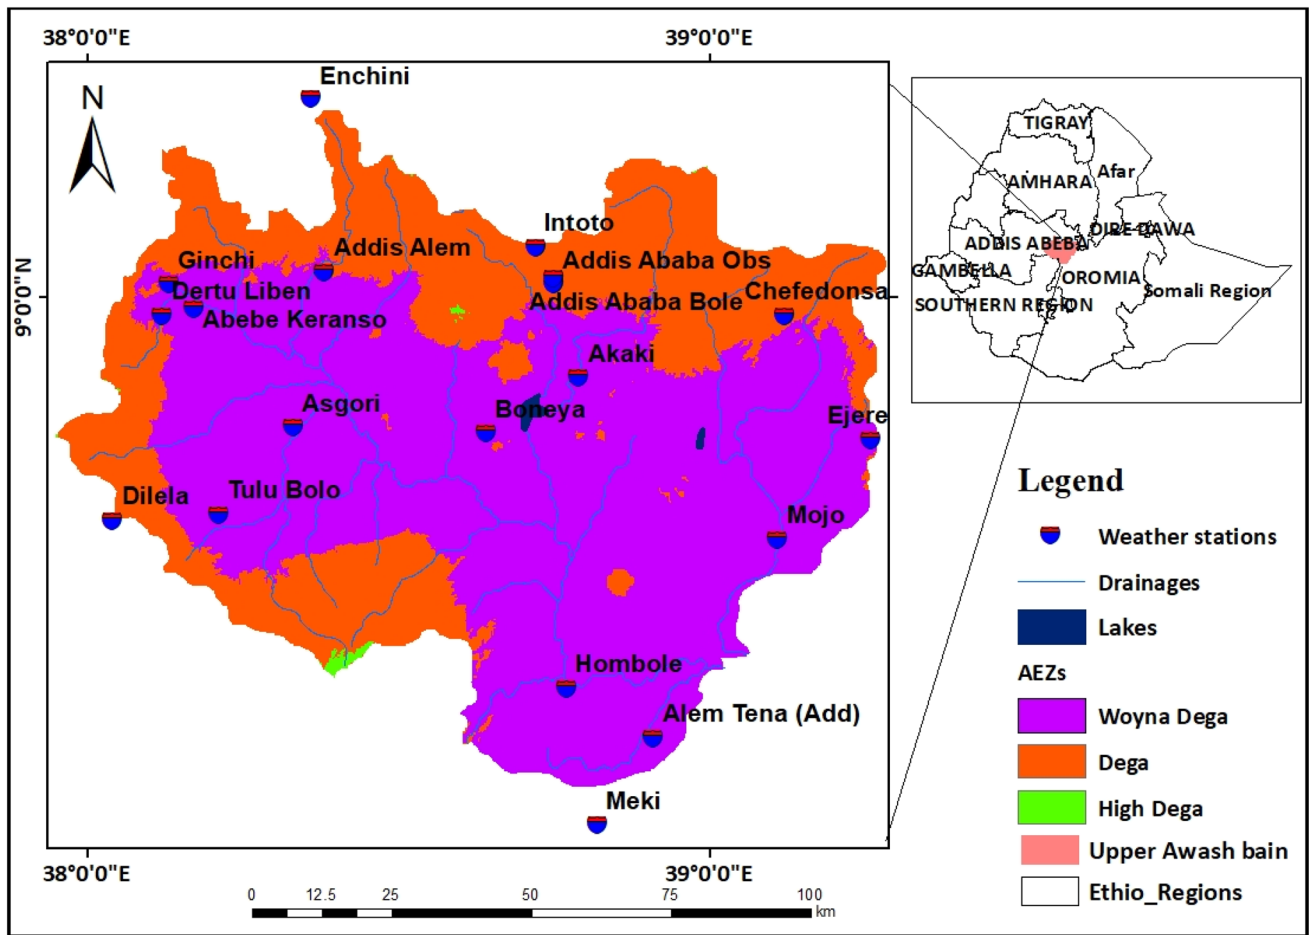 38°0'0"E
39°0'0"E
Enchini
N
Intoto
Addis Alem
Ginchi
Addis Ababa Obs
Dertu Liben
Addis Ababa Bole
Chefedonsa
Abebe Keranso
9°0'0"N
Akaki
Asgori
Boneya
Ejere
Dilela
Tulu Bolo
Mojo
Hombole
Alem Tena (Add)
Meki
38°0'0"E
39°0'0"E
0 12.5 25 50 75 100
km
TIGRAY
Afar
AMHARA
DIRE DAWA
ADDIS ABEBA
GAMBELLA
OROMIA
Somali Region
SOUTHERN REGION
Legend
Weather stations
Drainages
Lakes
AEZs
Woyna Dega
Dega
High Dega
Upper Awash bain
Ethio_Regions